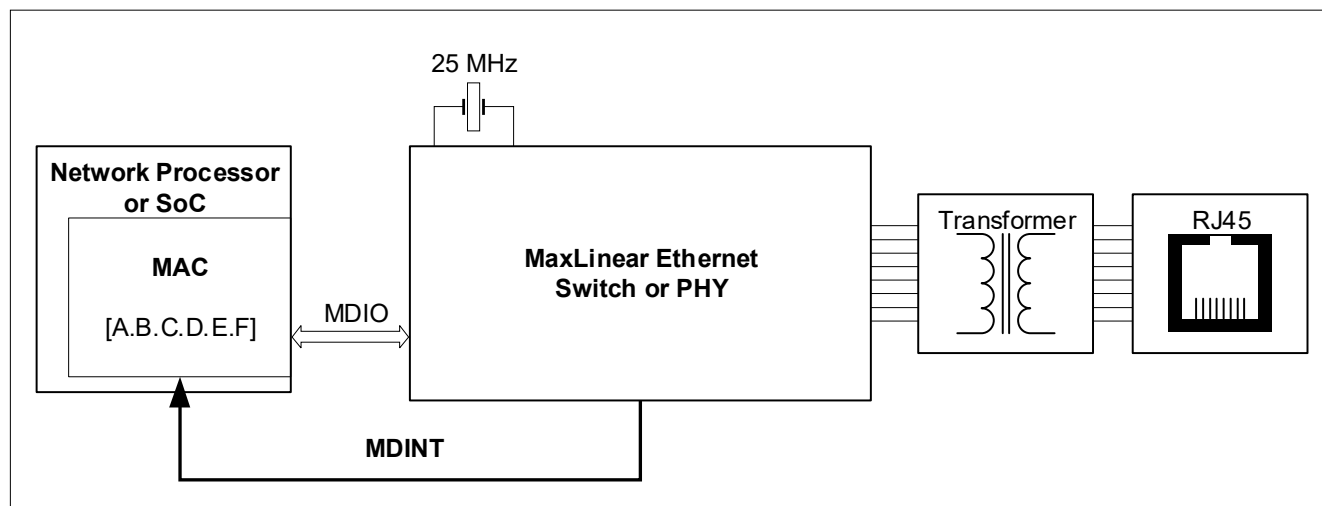 25 MHz
Network Processor
or SoC
MAC
[A.B.C.D.E.F]
MDIO
MaxLinear Ethernet
Switch or PHY
Transformer
RJ45
MDINT